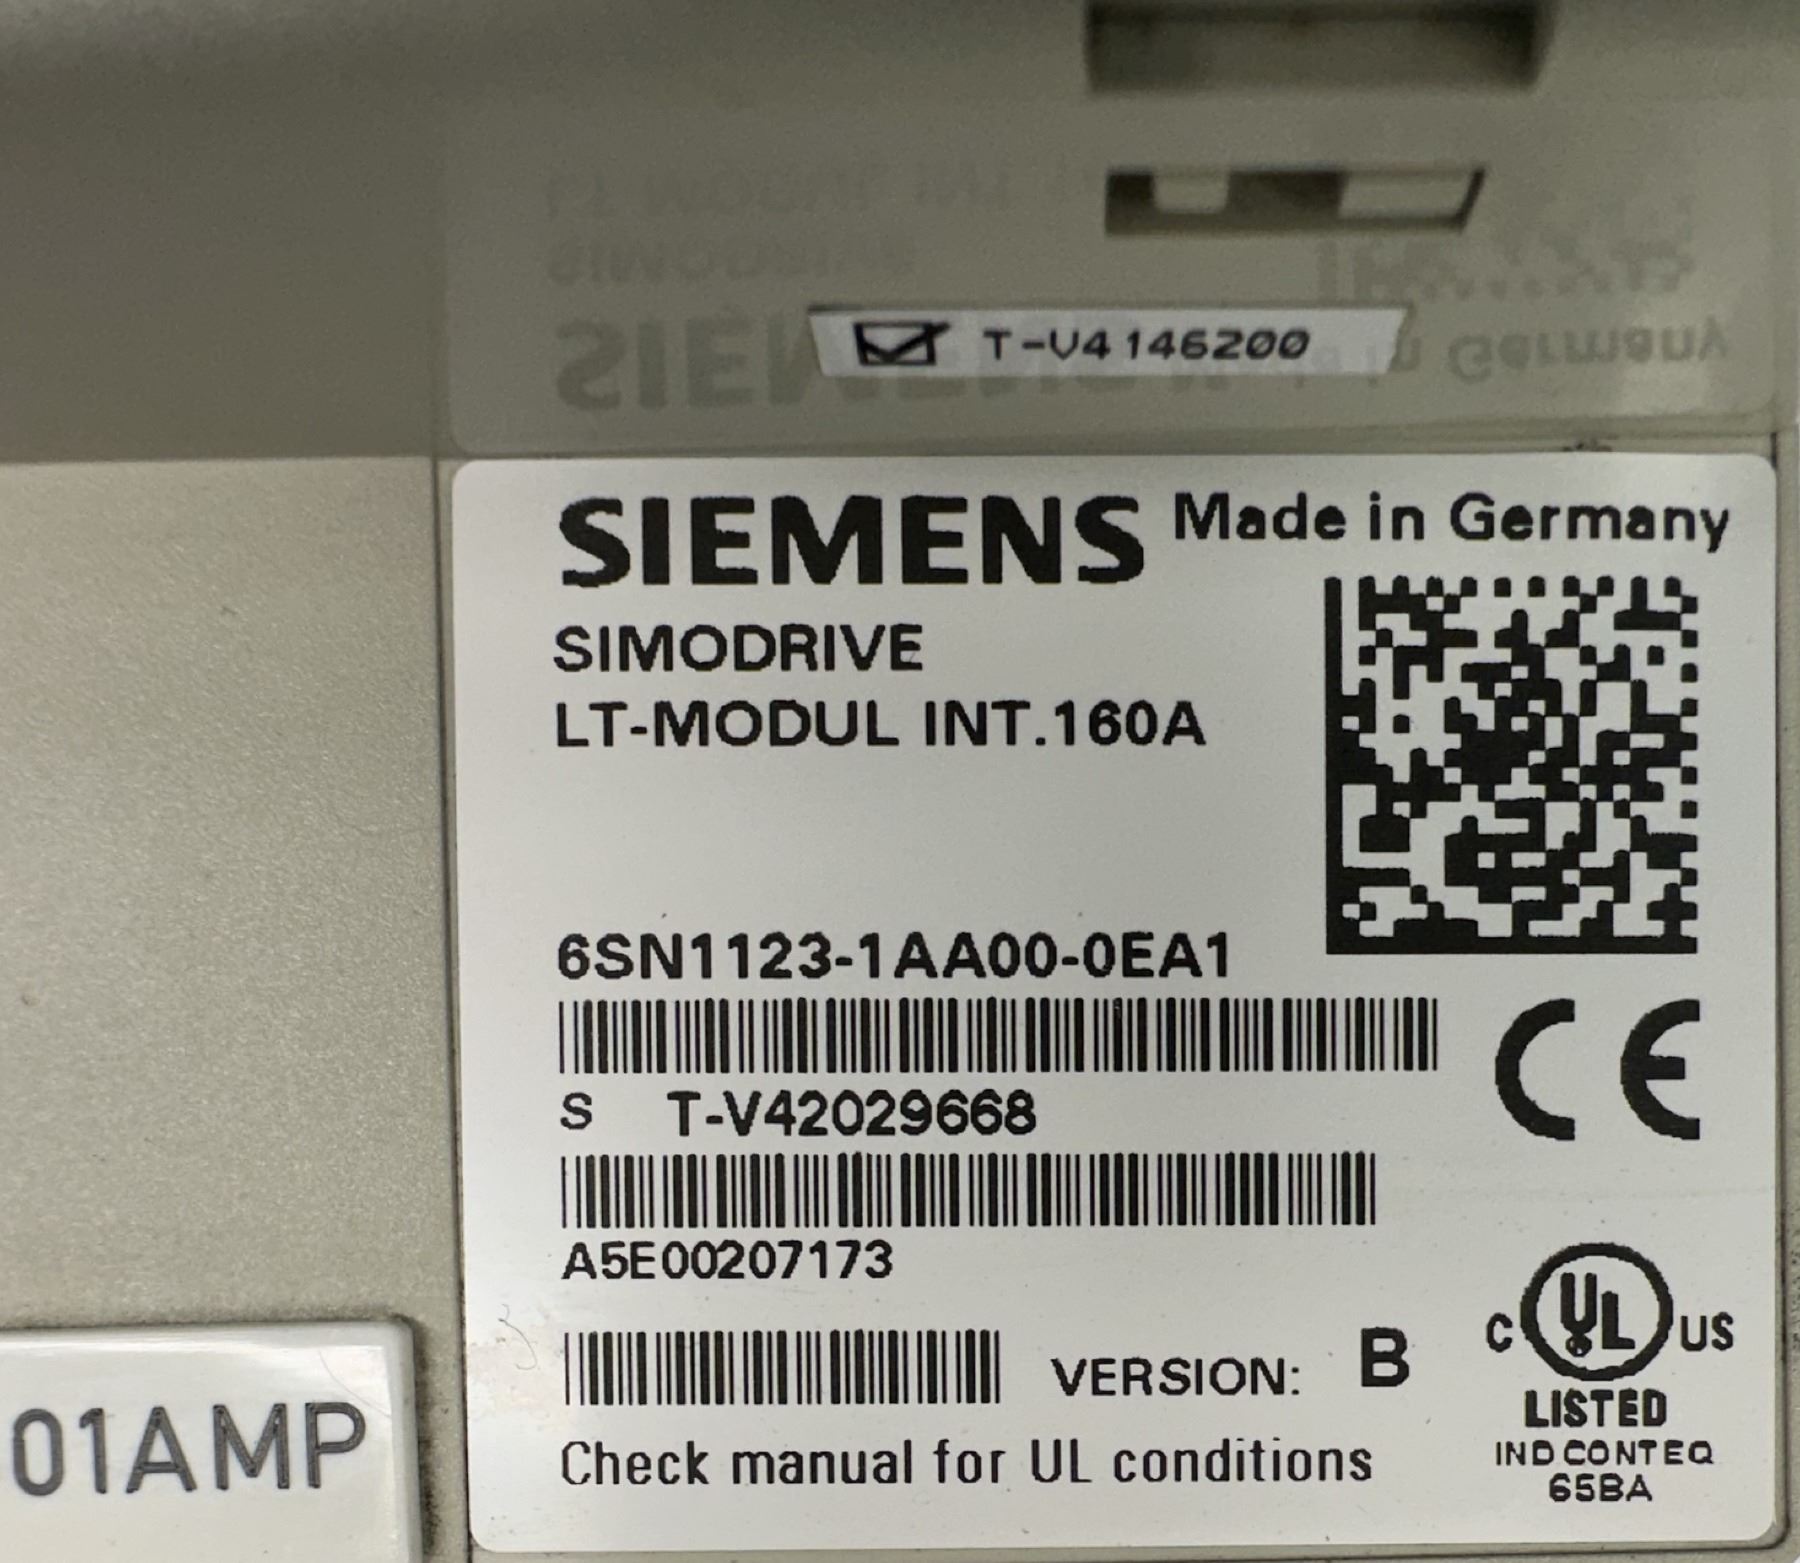 T-V4146200
SIEMENS Made in Germany
SIMODRIVE
LT-MODUL INT.160A
6SN1123-1AA00-0EA1
S T-V42029668
A5E00207173
VERSION: B
Check manual for UL conditions
C UL US
LISTED
IND CONT EQ
65BA
01AMP